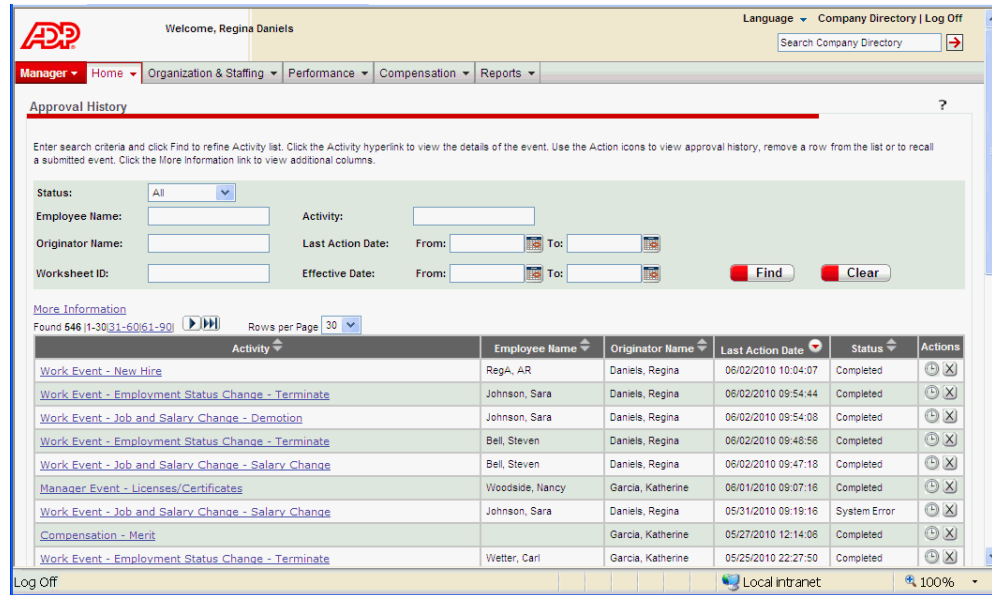 Language Company Directory | Log Off
ADP
Welcome, Regina Daniels
Search Company Directory
Manager Home Organization & Staffing Performance Compensation Reports
Approval History ?
Enter search criteria and click Find to refine Activity list. Click the Activity hyperlink to view the details of the event. Use the Action icons to view approval history, remove a row from the list or to recall
a submitted event. Click the More Information link to view additional columns.
Status: All
Employee Name: Activity:
Originator Name: Last Action Date: From: To:
Worksheet ID: Effective Date: From: To: Find Clear
More Information
Found 546 |1-30|31-60|61-90| Rows per Page 30
Activity Employee Name Originator Name Last Action Date Status Actions
Work Event - New Hire RegA, AR Daniels, Regina 06/02/2010 10:04:07 Completed X
Work Event - Employment Status Change - Terminate Johnson, Sara Daniels, Regina 06/02/2010 09:54:44 Completed X
Work Event - Job and Salary Change - Demotion Johnson, Sara Daniels, Regina 06/02/2010 09:54:08 Completed X
Work Event - Employment Status Change - Terminate Bell, Steven Daniels, Regina 06/02/2010 09:48:56 Completed X
Work Event - Job and Salary Change - Salary Change Bell, Steven Daniels, Regina 06/02/2010 09:47:18 Completed X
Manager Event - Licenses/Certificates Woodside, Nancy Garcia, Katherine 06/01/2010 09:07:16 Completed X
Work Event - Job and Salary Change - Salary Change Johnson, Sara Daniels, Regina 05/31/2010 09:19:16 System Error X
Compensation - Merit Garcia, Katherine 05/27/2010 12:14:06 Completed X
Work Event - Employment Status Change - Terminate Wetter, Carl Garcia, Katherine 05/25/2010 22:27:50 Completed X
Log Off Local intranet 100%